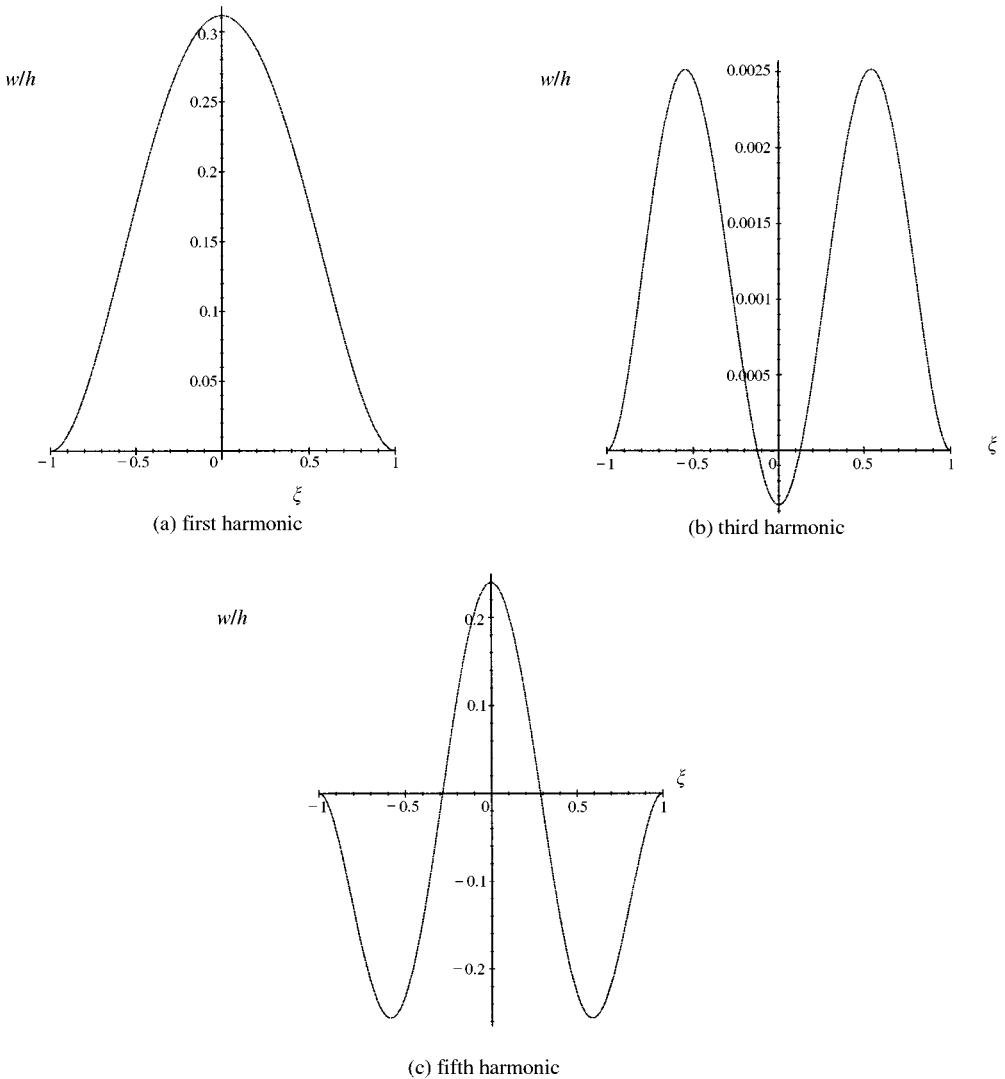 w/h
0.3
0.25
0.2
0.15
0.1
0.05
−1 −0.5 0 0.5 1
ξ
(a) first harmonic
w/h
0.0025
0.002
0.0015
0.001
0.0005
−1 −0.5 0 0.5 1
ξ
(b) third harmonic
w/h
0.2
0.1
ξ
−1 −0.5 0 0.5 1
−0.1
−0.2
(c) fifth harmonic